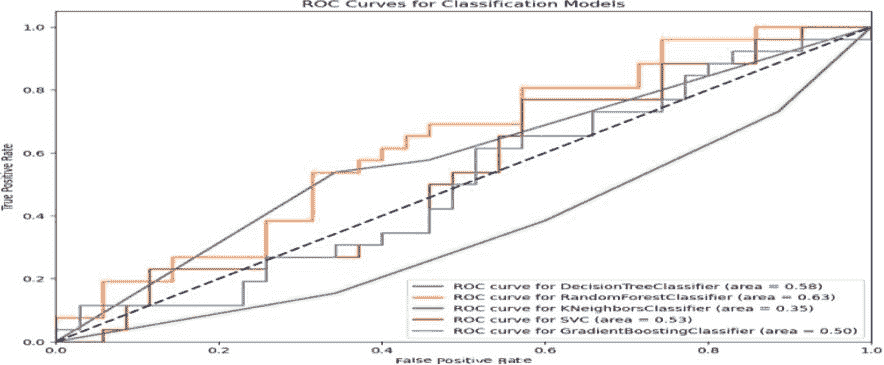 ROC Curves for Classification Models
True Positive Rate
1.0
0.8
0.6
0.4
0.2
0.0
ROC curve for DecisionTreeClassifier (area = 0.58)
ROC curve for RandomForestClassifier (area = 0.63)
ROC curve for KNeighborsClassifier (area = 0.35)
ROC curve for SVC (area = 0.53)
ROC curve for GradientBoostingClassifier (area = 0.50)
0.0 0.2 0.4 0.6 0.8 1.0
False Positive Rate